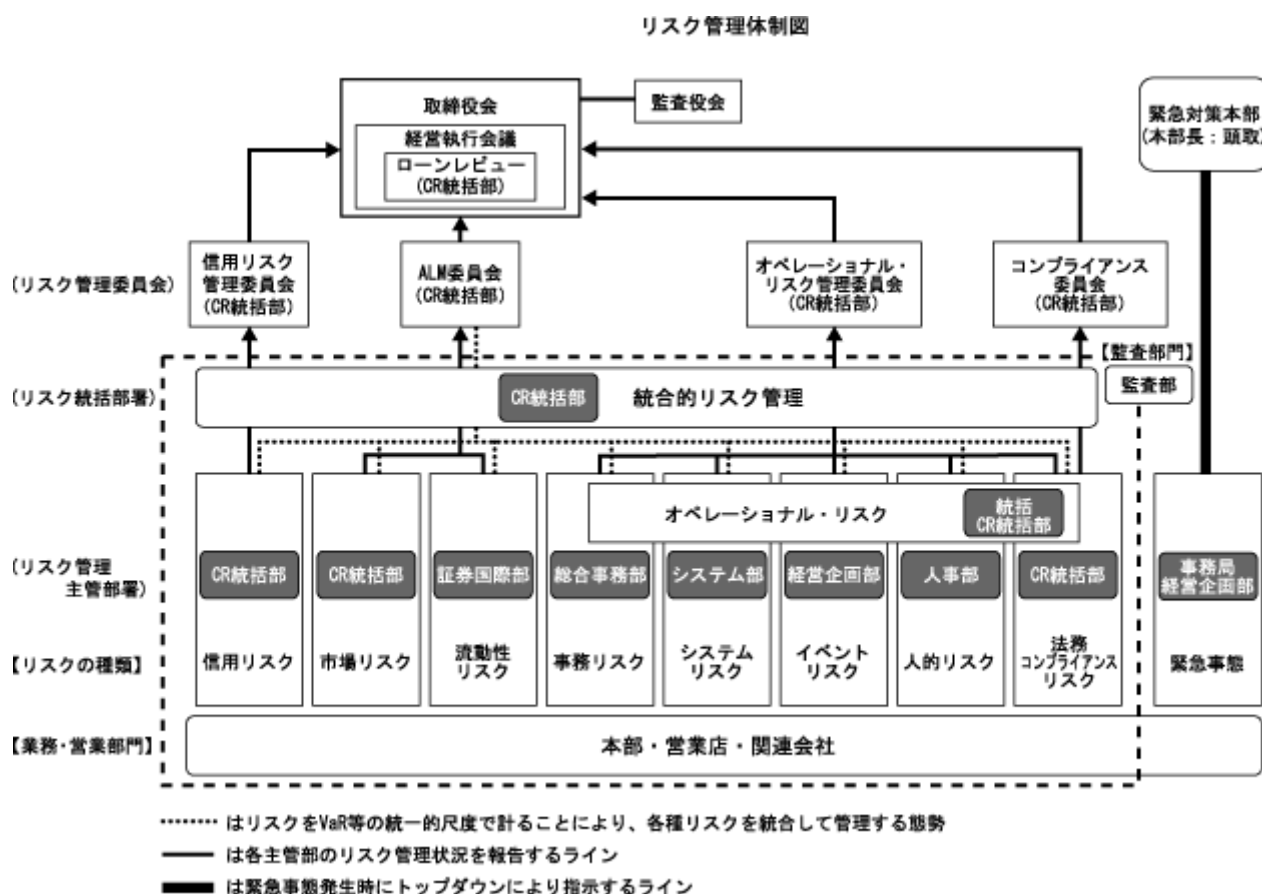 リスク管理体制図
取締役会
監査役会
緊急対策本部
(本部長：頭取)
経営執行会議
ローンレビュー
(CR統括部)
(リスク管理委員会)
信用リスク
管理委員会
(CR統括部)
ALM委員会
(CR統括部)
オペレーショナル・
リスク管理委員会
(CR統括部)
コンプライアンス
委員会
(CR統括部)
【監査部門】
監査部
(リスク統括部署)
CR統括部
統合的リスク管理
オペレーショナル・リスク
統括
CR統括部
(リスク管理
主管部署)
CR統括部
CR統括部
証券国際部
総合事務部
システム部
経営企画部
人事部
CR統括部
事務局
経営企画部
【リスクの種類】
信用リスク
市場リスク
流動性
リスク
事務リスク
システム
リスク
イベント
リスク
人的リスク
法務
コンプライアンス
リスク
緊急事態
【業務・営業部門】
本部・営業店・関連会社
はリスクをVaR等の統一的尺度で計ることにより、各種リスクを統合して管理する態勢
は各主管部のリスク管理状況を報告するライン
は緊急事態発生時にトップダウンにより指示するライン